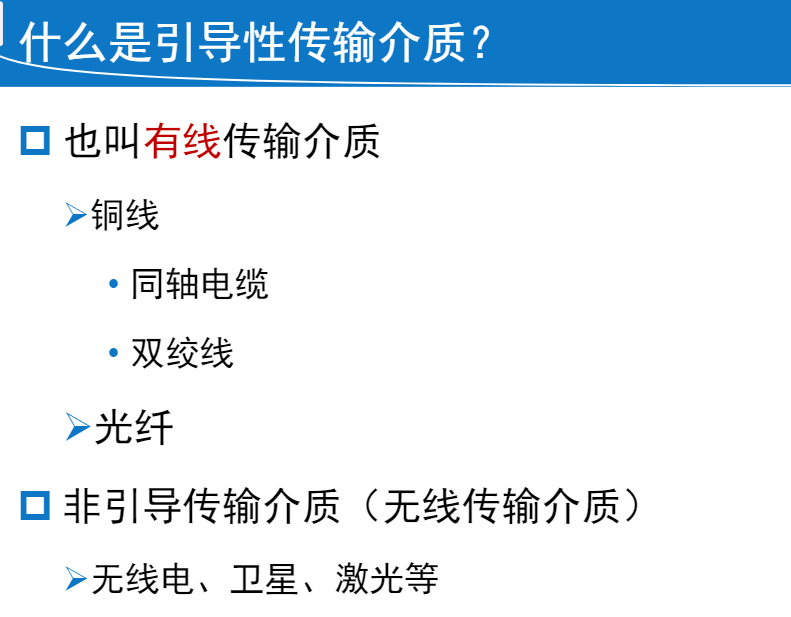 什么是引导性传输介质？
也叫有线传输介质
铜线
同轴电缆
双绞线
光纤
非引导传输介质（无线传输介质）
无线电、卫星、激光等